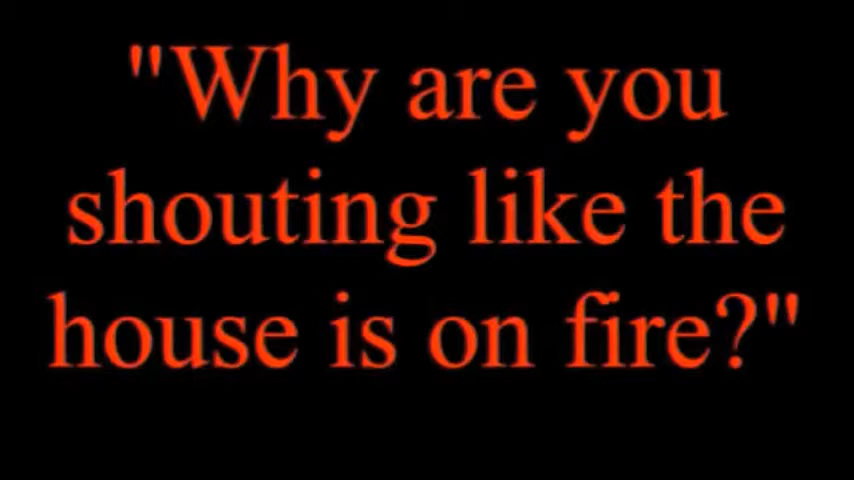 "Why are you
shouting like the
house is on fire?"